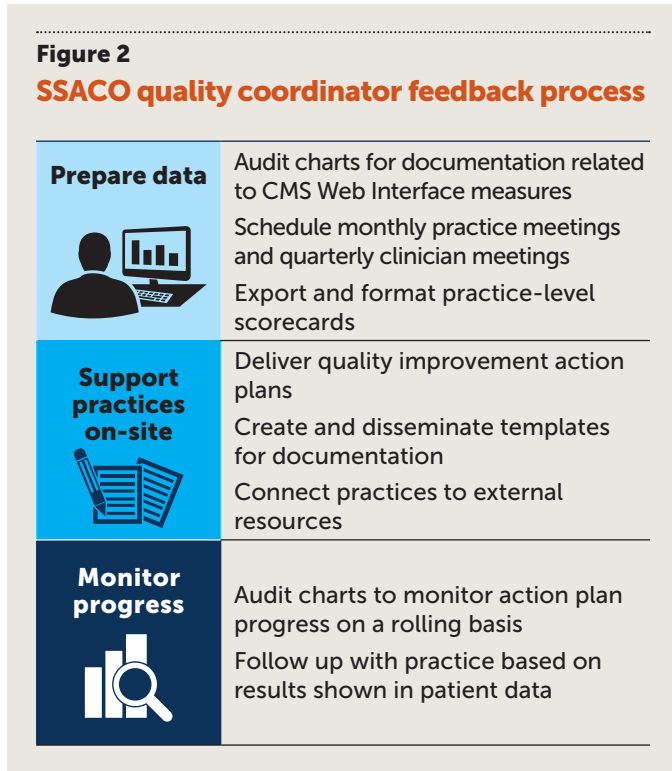 Figure 2
SSACO quality coordinator feedback process
Prepare data
Audit charts for documentation related
to CMS Web Interface measures
Schedule monthly practice meetings
and quarterly clinician meetings
Export and format practice-level
scorecards
Support
practices
on-site
Deliver quality improvement action
plans
Create and disseminate templates
for documentation
Connect practices to external
resources
Monitor
progress
Audit charts to monitor action plan
progress on a rolling basis
Follow up with practice based on
results shown in patient data